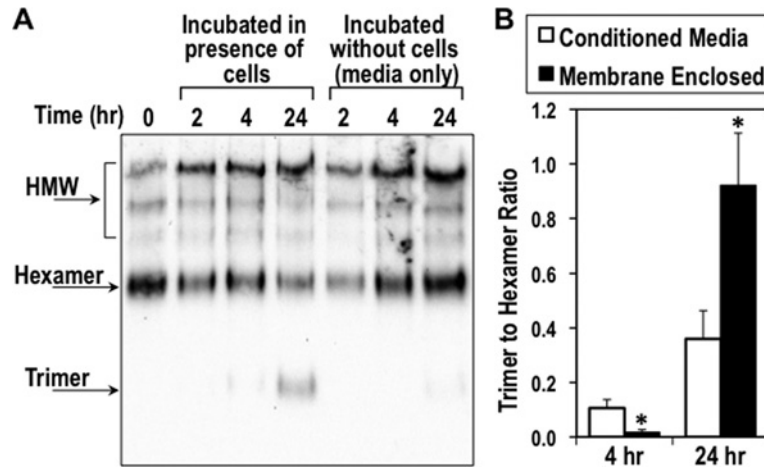 A
Incubated in
presence of
cells
Incubated
without cells
(media only)
Time (hr) 0 2 4 24 2 4 24
HMW
Hexamer
Trimer
B
Conditioned Media
Membrane Enclosed
Trimer to Hexamer Ratio
1.2
1.0
0.8
0.6
0.4
0.2
0.0
*
*
4 hr 24 hr